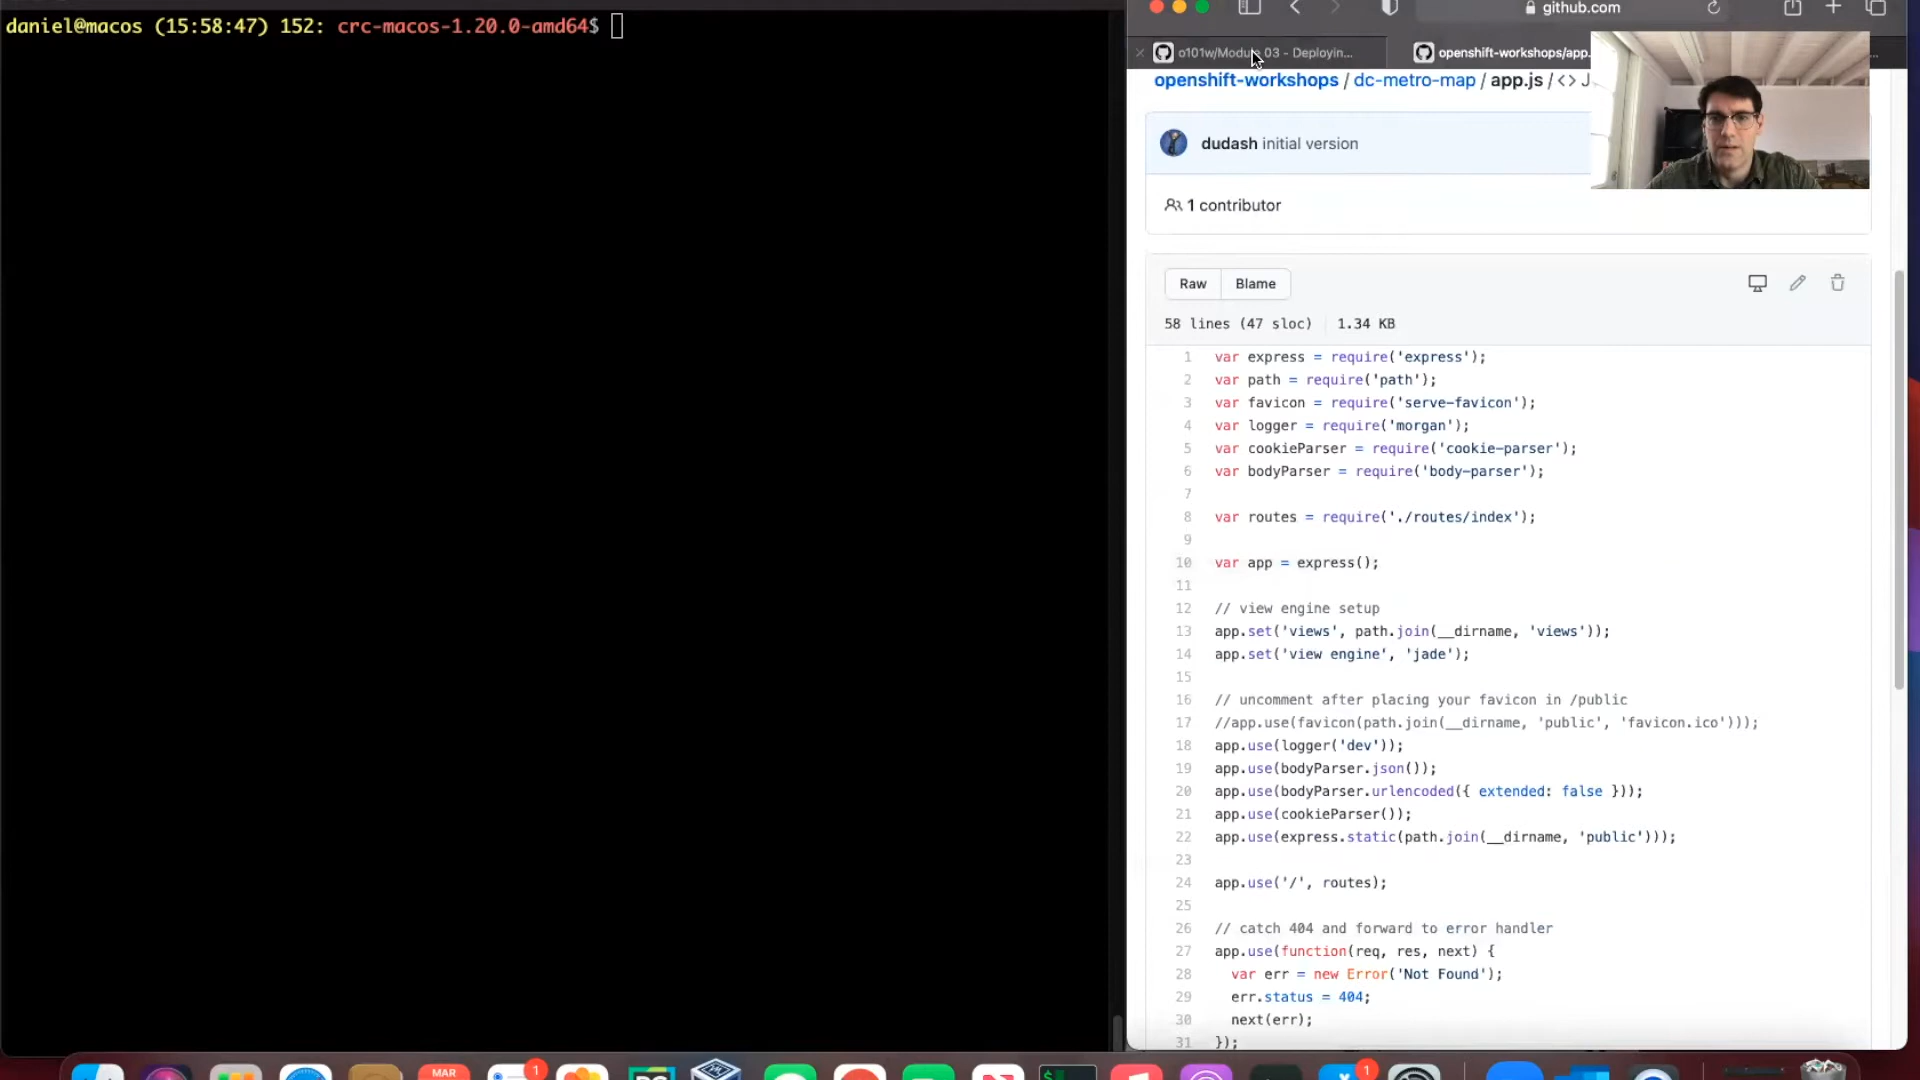 daniel@macos (15:58:47) 152: crc-macos-1.20.0-amd64$
github.com
o101w/Module 03 - Deployin...
openshift-workshops/app.
openshift-workshops / dc-metro-map / app.js / <> J
dudash initial version
1 contributor
Raw
Blame
58 lines (47 sloc)
1.34 KB
1 var express = require('express');
2 var path = require('path');
3 var favicon = require('serve-favicon');
4 var logger = require('morgan');
5 var cookieParser = require('cookie-parser');
6 var bodyParser = require('body-parser');
7
8 var routes = require('./routes/index');
9
10 var app = express();
11
12 // view engine setup
13 app.set('views', path.join(__dirname, 'views'));
14 app.set('view engine', 'jade');
15
16 // uncomment after placing your favicon in /public
17 //app.use(favicon(path.join(__dirname, 'public', 'favicon.ico')));
18 app.use(logger('dev'));
19 app.use(bodyParser.json());
20 app.use(bodyParser.urlencoded({ extended: false }));
21 app.use(cookieParser());
22 app.use(express.static(path.join(__dirname, 'public')));
23
24 app.use('/', routes);
25
26 // catch 404 and forward to error handler
27 app.use(function(req, res, next) {
28 var err = new Error('Not Found');
29 err.status = 404;
30 next(err);
31 });
MAR
1
1